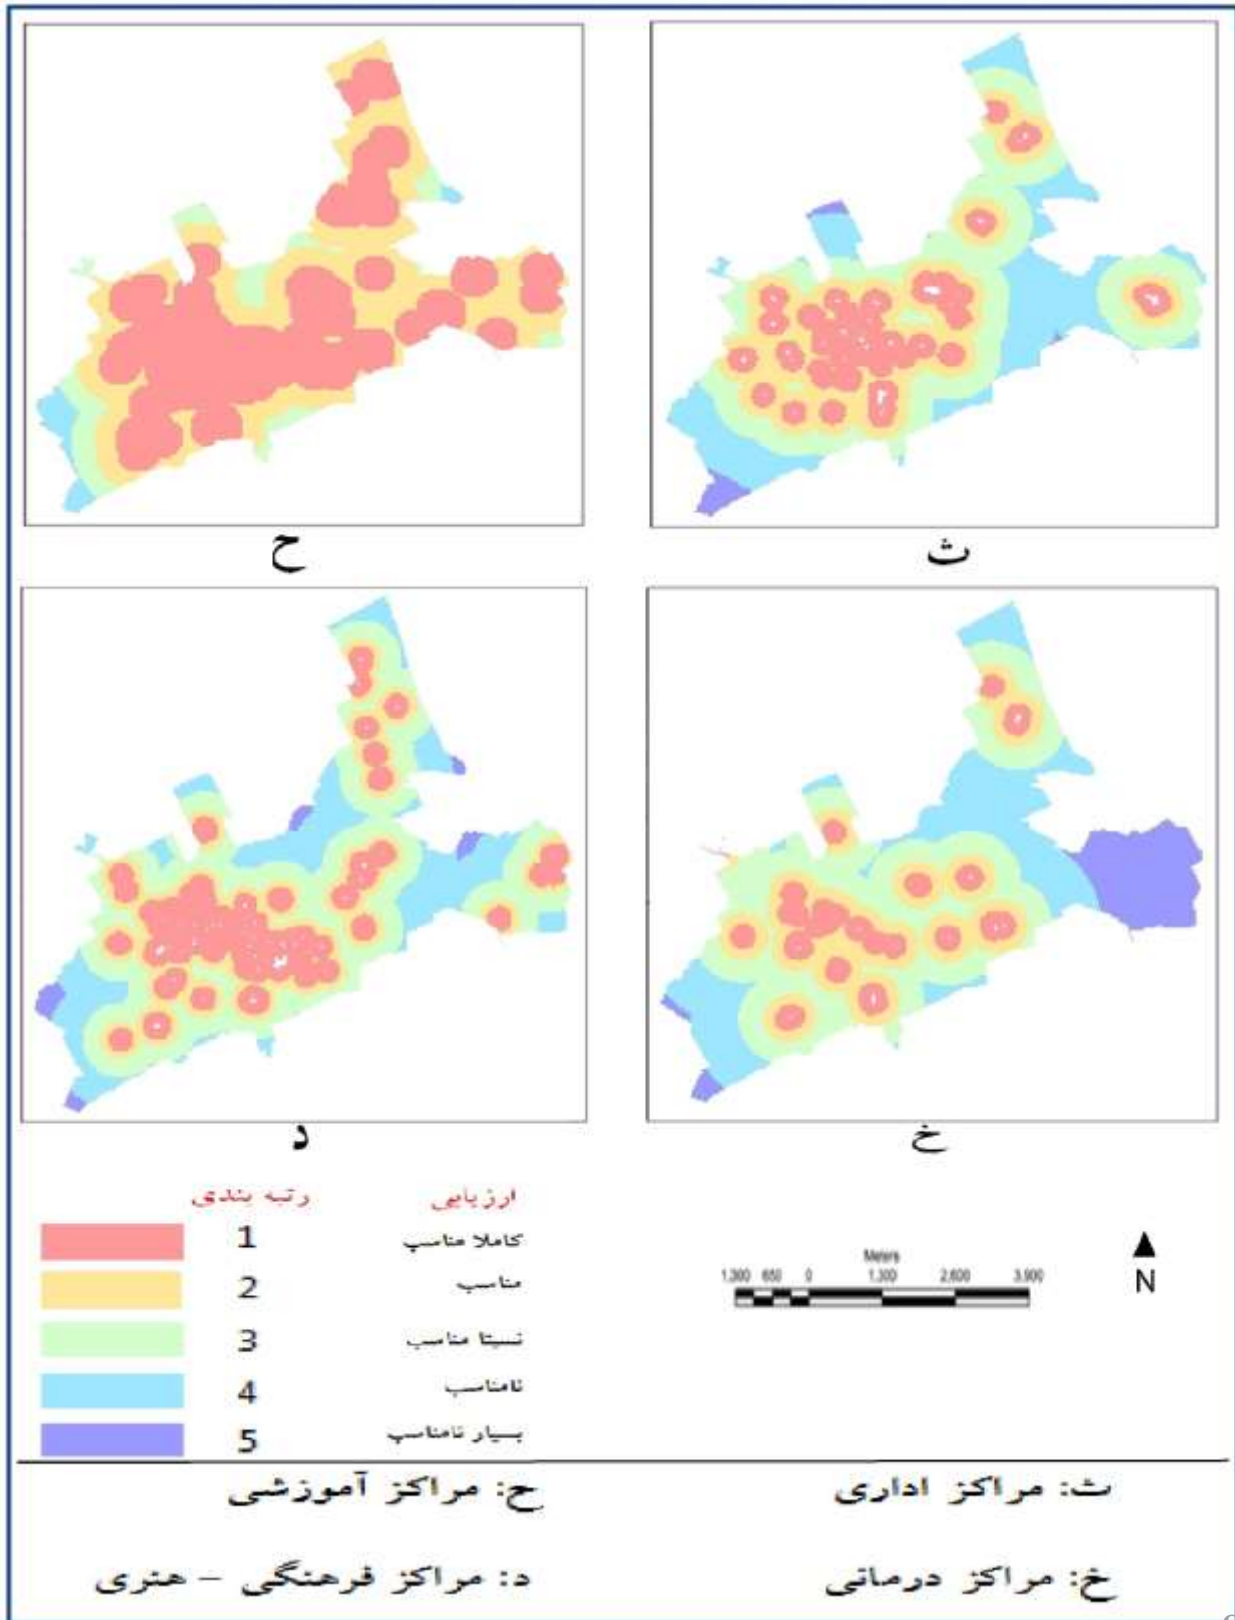 ث ح
خ د
ارزیابی رتبه بندی
کاملا مناسب 1
مناسب 2
نسبتا مناسب 3
نامناسب 4
بسیار نامناسب 5
Meters
1,300 650 0 1,300 2,600 3,900
N
ث: مراکز اداری ح: مراکز آموزشی
خ: مراکز درمانی د: مراکز فرهنگی – هنری